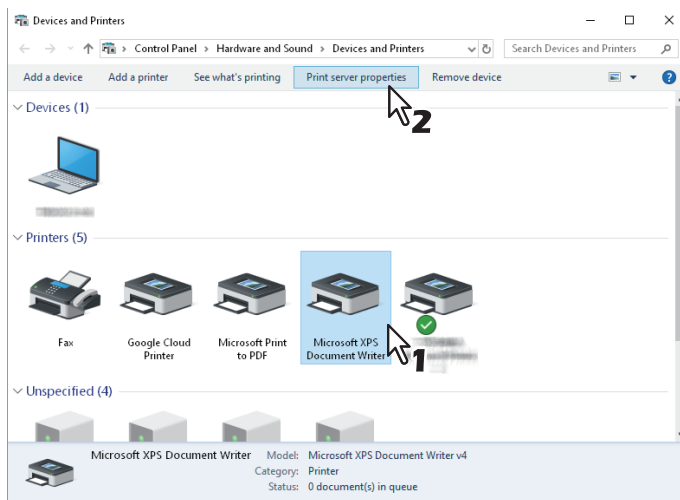 Devices and Printers
Control Panel > Hardware and Sound > Devices and Printers
Search Devices and Printers
Add a device Add a printer See what's printing Print server properties Remove device
2
Devices (1)
Printers (5)
Fax
Google Cloud
Printer
Microsoft Print
to PDF
Microsoft XPS
Document Writer
1
Unspecified (4)
Microsoft XPS Document Writer Model: Microsoft XPS Document Writer v4
Category: Printer
Status: 0 document(s) in queue